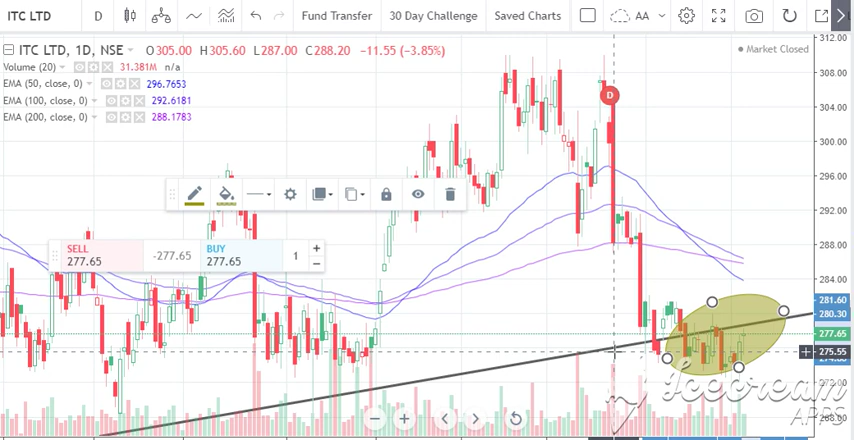 ITC LTD D AA Fund Transfer 30 Day Challenge Saved Charts
ITC LTD, 1D, NSE O305.00 H305.60 L287.00 C288.20 -11.55 (-3.85%)
Market Closed
Volume (20) 31.381M n/a
EMA (50, close, 0) 296.7653
EMA (100, close, 0) 292.6181
EMA (200, close, 0) 288.1783
D
SELL
277.65
-277.65
BUY
277.65
1
+
−
312.00
308.00
304.00
300.00
296.00
292.00
288.00
284.00
281.60
280.30
277.65
275.55
272.00
268.00
Icecream
APPS